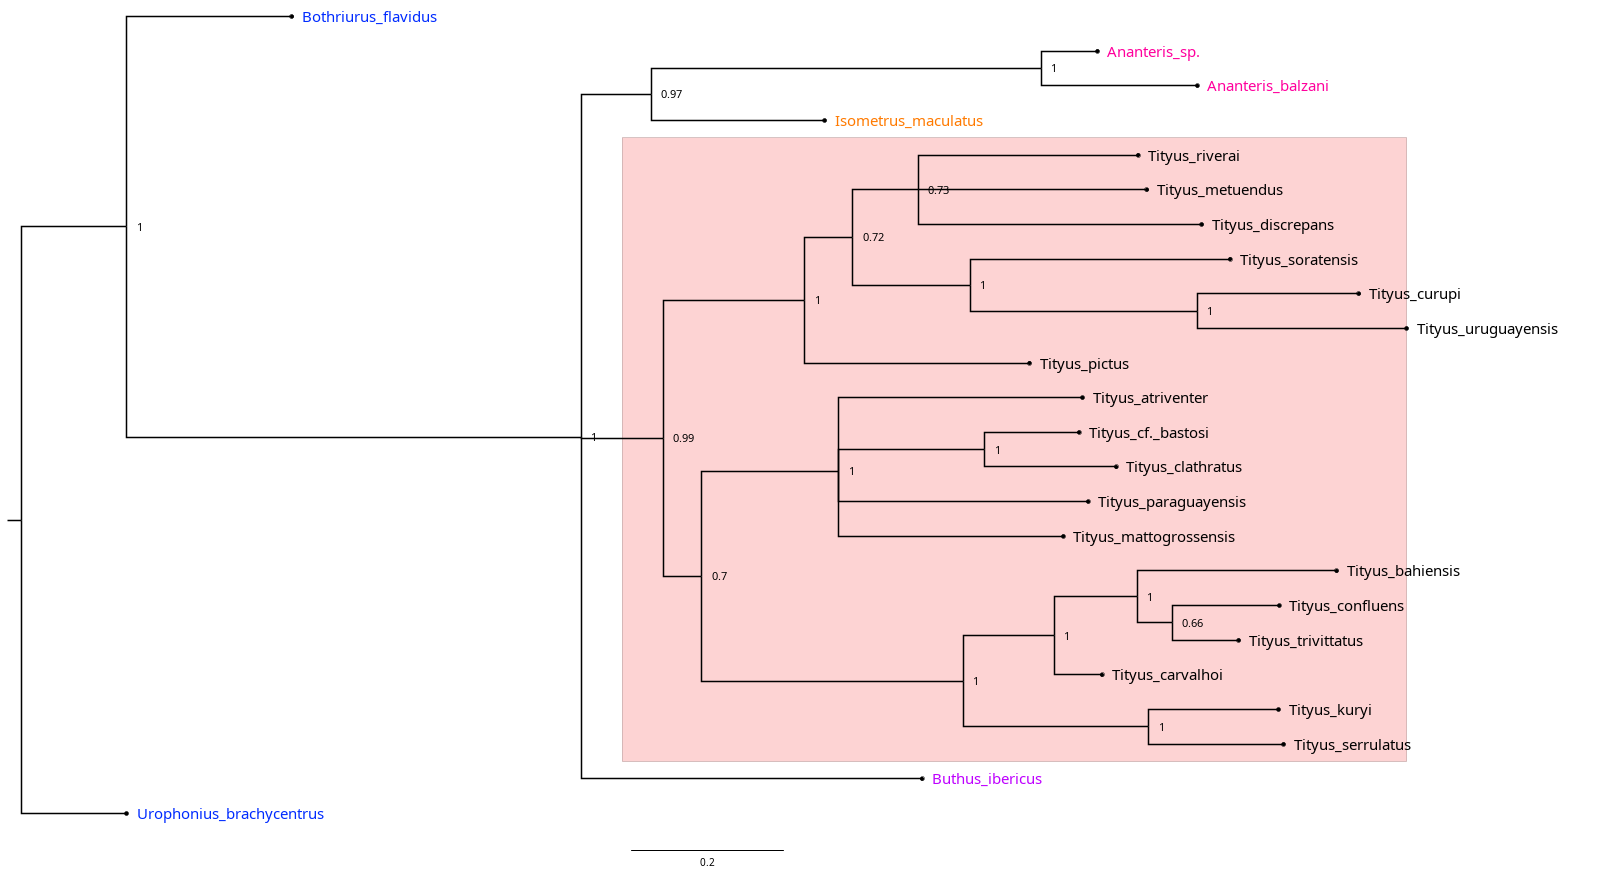 Bothriurus_flavidus
Ananteris_sp.
1
Ananteris_balzani
0.97
Isometrus_maculatus
Tityus_riverai
0.73
Tityus_metuendus
Tityus_discrepans
1
0.72
Tityus_soratensis
1
Tityus_curupi
1
1
Tityus_uruguayensis
Tityus_pictus
Tityus_atriventer
Tityus_cf._bastosi
1
0.99
1
Tityus_clathratus
1
Tityus_paraguayensis
Tityus_mattogrossensis
Tityus_bahiensis
0.7
1
Tityus_confluens
0.66
1
Tityus_trivittatus
Tityus_carvalhoi
1
Tityus_kuryi
1
Tityus_serrulatus
Buthus_ibericus
Urophonius_brachycentrus
0.2